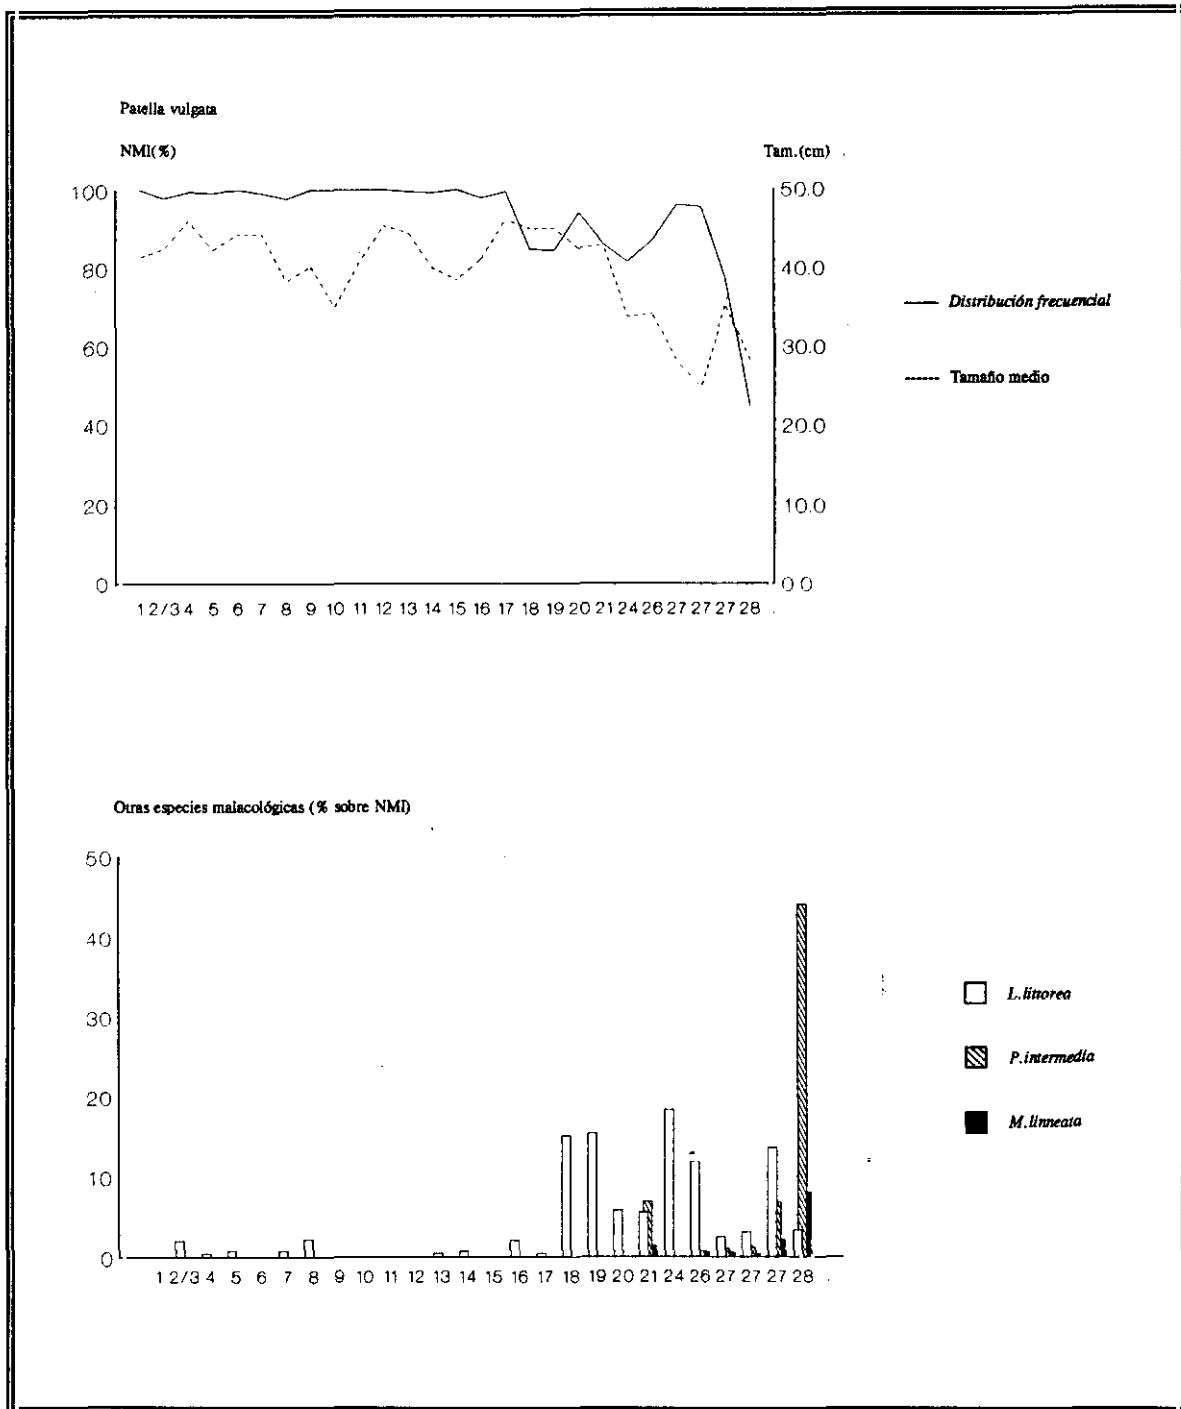 Patella vulgata
NMI(%)
Tam.(cm)
100
80
60
40
20
0
50.0
40.0
30.0
20.0
10.0
0.0
1 2/3 4 5 6 7 8 9 10 11 12 13 14 15 16 17 18 19 20 21 24 26 27 27 27 28
Distribución frecuencial
Tamaño medio
Otras especies malacológicas (% sobre NMI)
50
40
30
20
10
0
1 2/3 4 5 6 7 8 9 10 11 12 13 14 15 16 17 18 19 20 21 24 26 27 27 27 28
L.littorea
P.intermedia
M.linneata